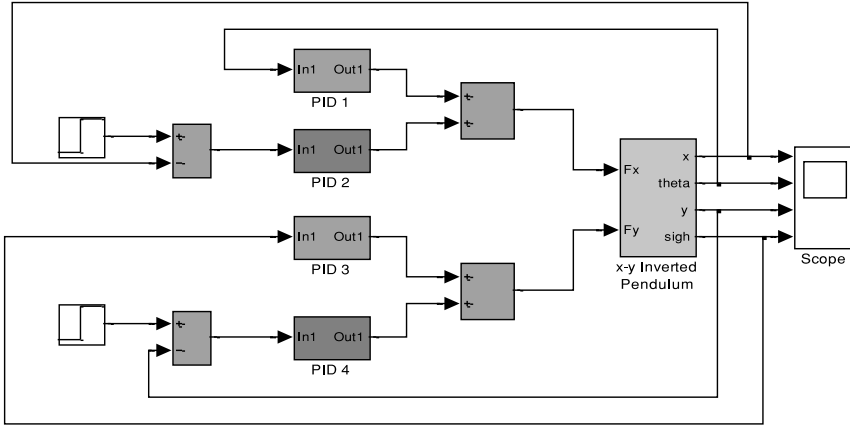 In1 Out1
PID 1
+
+
+
−
In1 Out1
PID 2
Fx
Fy
x
theta
y
sigh
x-y Inverted
Pendulum
Scope
In1 Out1
PID 3
+
+
+
−
In1 Out1
PID 4